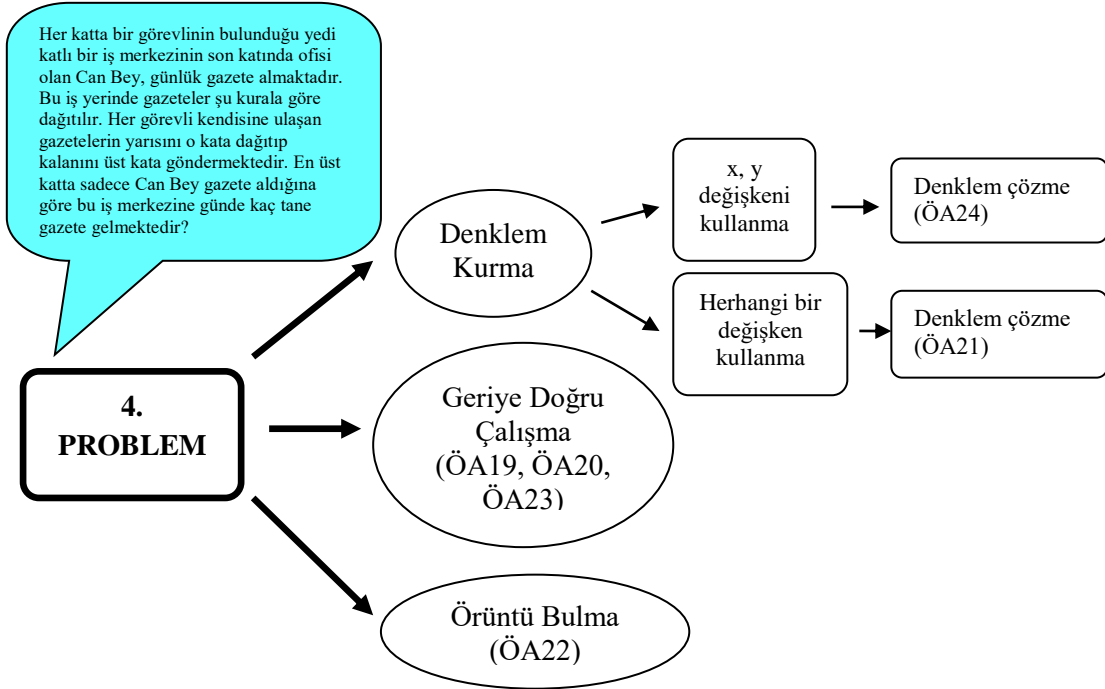 Her katta bir görevlinin bulunduğu yedi
katlı bir iş merkezinin son katında ofisi
olan Can Bey, günlük gazete almaktadır.
Bu iş yerinde gazeteler şu kurala göre
dağıtılır. Her görevli kendisine ulaşan
gazetelerin yarısını o kata dağıtıp
kalanını üst kata göndermektedir. En üst
katta sadece Can Bey gazete aldığına
göre bu iş merkezine günde kaç tane
gazete gelmektedir?
4.
PROBLEM
Denklem
Kurma
x, y
değişkeni
kullanma
Denklem çözme
(ÖA24)
Herhangi bir
değişken
kullanma
Denklem çözme
(ÖA21)
Geriye Doğru
Çalışma
(ÖA19, ÖA20,
ÖA23)
Örüntü Bulma
(ÖA22)